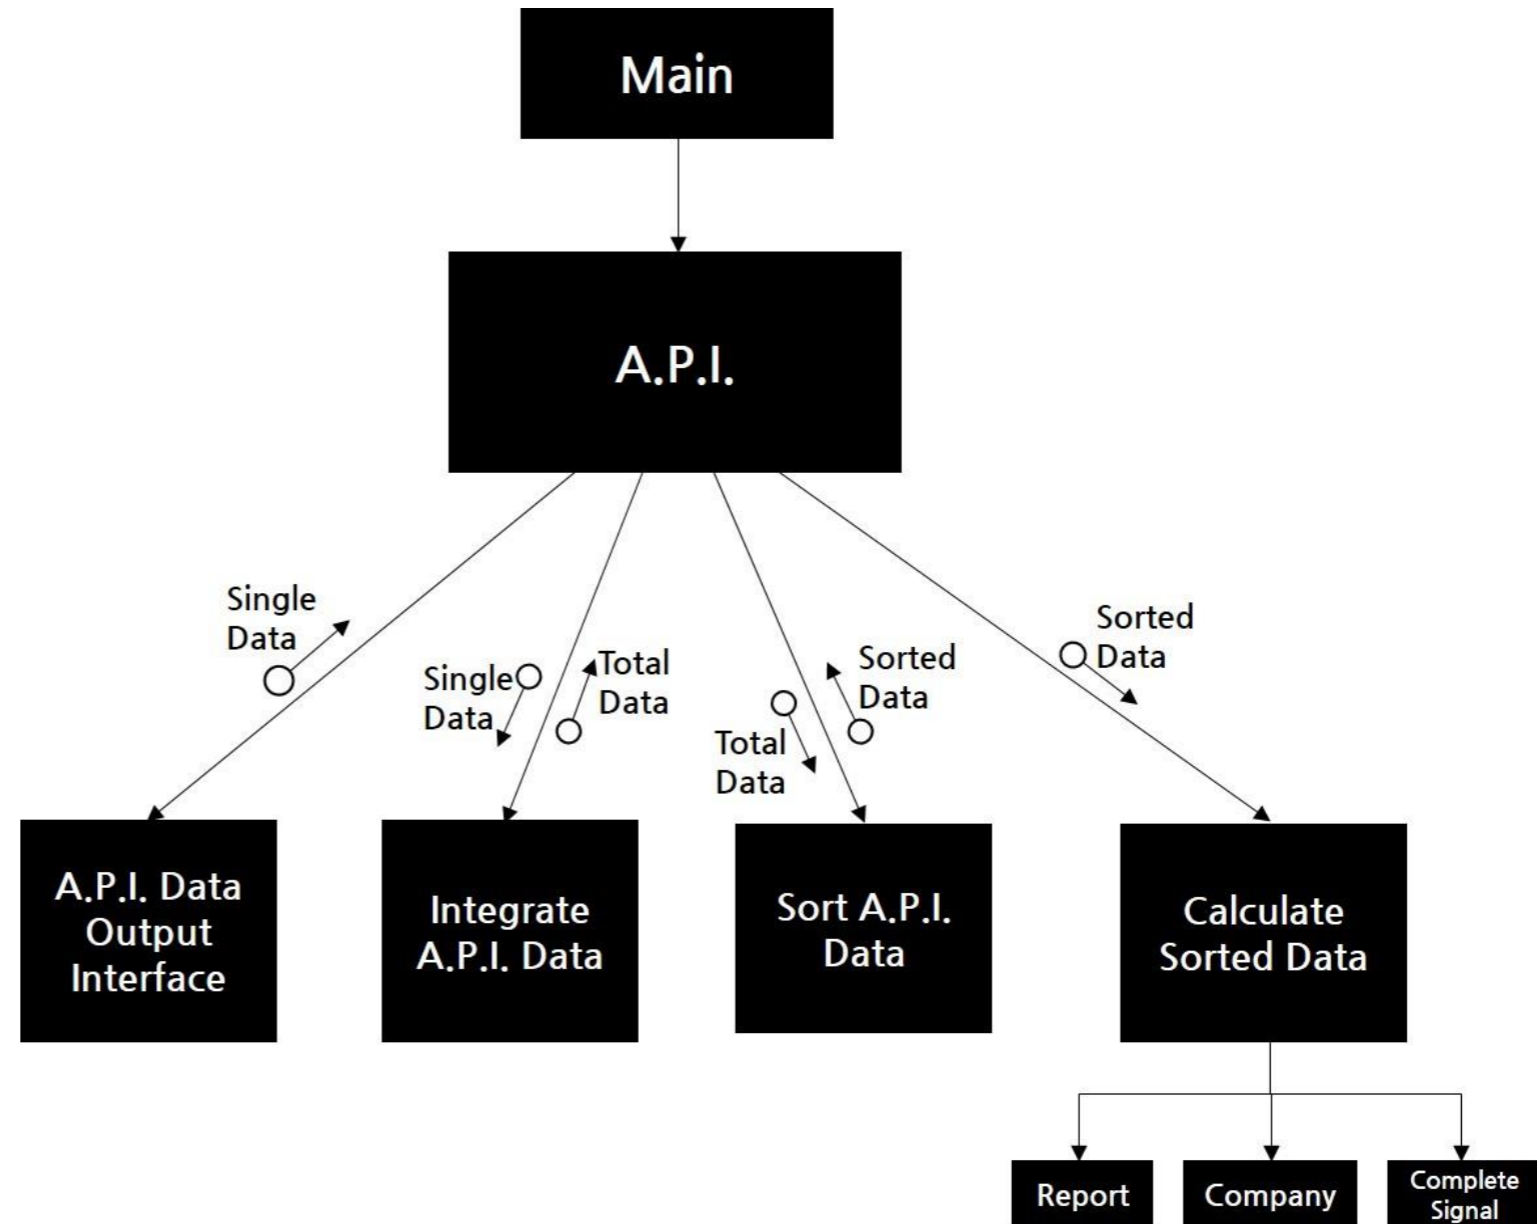 Main
A.P.I.
Single
Data
Single
Data
Total
Data
Total
Data
Sorted
Data
Sorted
Data
A.P.I. Data
Output
Interface
Integrate
A.P.I. Data
Sort A.P.I.
Data
Calculate
Sorted Data
Report
Company
Complete
Signal